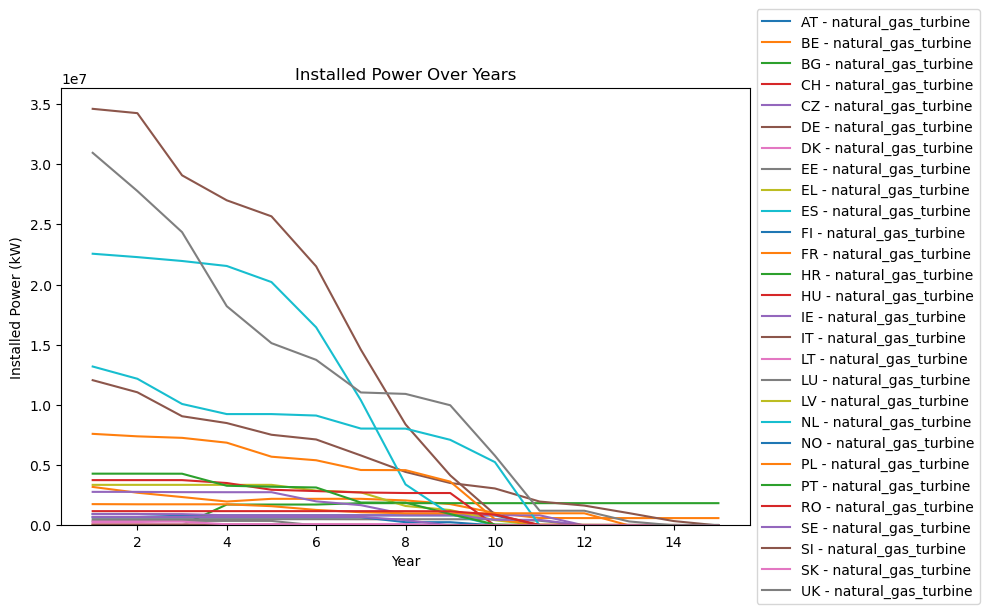 Installed Power Over Years
1e7
3.5
3.0
2.5
2.0
1.5
1.0
0.5
0.0
Installed Power (kW)
2 4 6 8 10 12 14
Year
AT - natural_gas_turbine
BE - natural_gas_turbine
BG - natural_gas_turbine
CH - natural_gas_turbine
CZ - natural_gas_turbine
DE - natural_gas_turbine
DK - natural_gas_turbine
EE - natural_gas_turbine
EL - natural_gas_turbine
ES - natural_gas_turbine
FI - natural_gas_turbine
FR - natural_gas_turbine
HR - natural_gas_turbine
HU - natural_gas_turbine
IE - natural_gas_turbine
IT - natural_gas_turbine
LT - natural_gas_turbine
LU - natural_gas_turbine
LV - natural_gas_turbine
NL - natural_gas_turbine
NO - natural_gas_turbine
PL - natural_gas_turbine
PT - natural_gas_turbine
RO - natural_gas_turbine
SE - natural_gas_turbine
SI - natural_gas_turbine
SK - natural_gas_turbine
UK - natural_gas_turbine